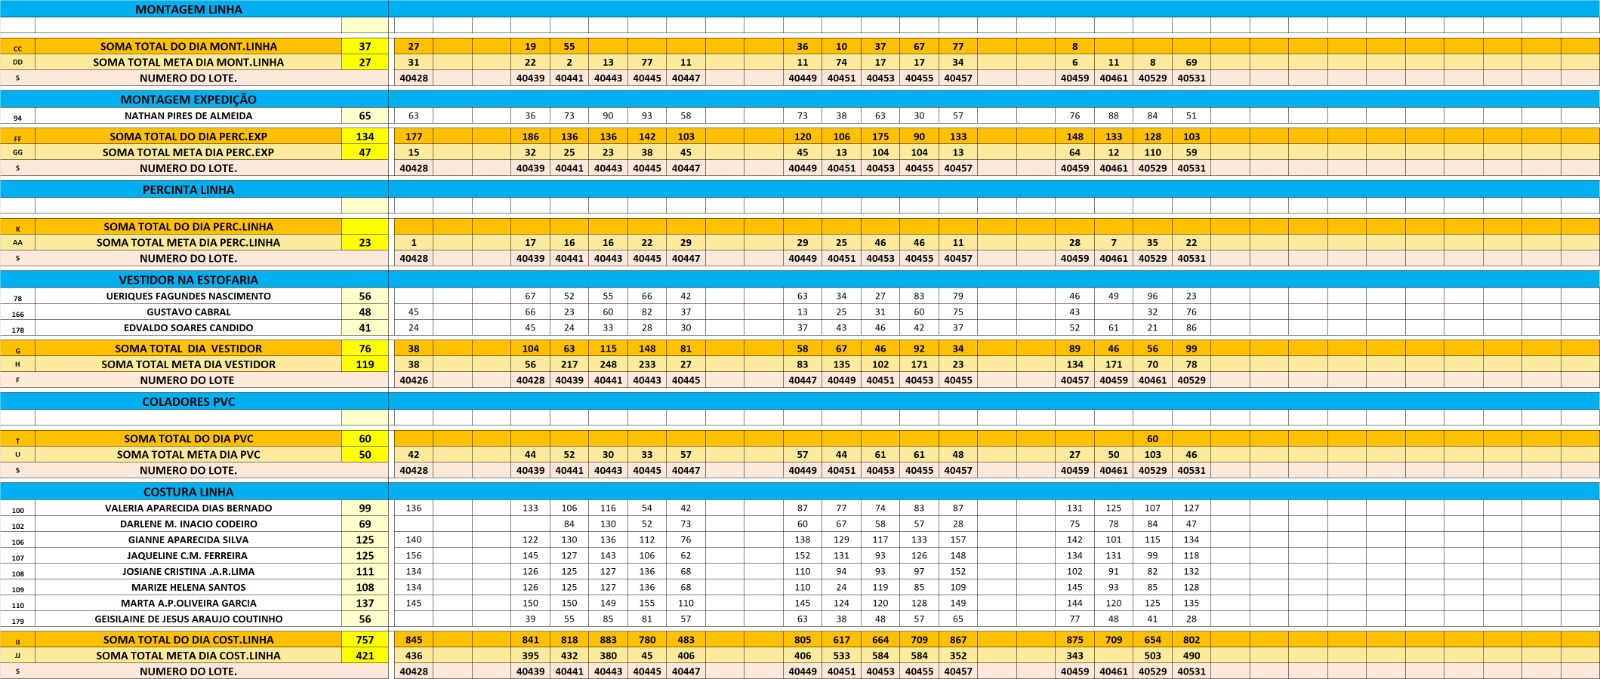 MONTAGEM LINHA
CC SOMA TOTAL DO DIA MONT.LINHA 37 27 19 55 36 10 37 67 77 8
DD SOMA TOTAL META DIA MONT.LINHA 27 31 22 2 13 77 11 11 74 17 17 34 6 11 8 69
S NUMERO DO LOTE. 40428 40439 40441 40443 40445 40447 40449 40451 40453 40455 40457 40459 40461 40529 40531
MONTAGEM EXPEDIÇÃO
94 NATHAN PIRES DE ALMEIDA 65 63 36 73 90 93 58 73 38 63 30 57 76 88 84 51
FF SOMA TOTAL DO DIA PERC.EXP 134 177 186 136 136 142 103 120 106 175 90 133 148 133 128 103
GG SOMA TOTAL META DIA PERC.EXP 47 15 32 25 23 38 45 45 13 104 104 13 64 12 110 59
S NUMERO DO LOTE. 40428 40439 40441 40443 40445 40447 40449 40451 40453 40455 40457 40459 40461 40529 40531
PERCINTA LINHA
K SOMA TOTAL DO DIA PERC.LINHA
AA SOMA TOTAL META DIA PERC.LINHA 23 1 17 16 16 22 29 29 25 46 46 11 28 7 35 22
S NUMERO DO LOTE. 40428 40439 40441 40443 40445 40447 40449 40451 40453 40455 40457 40459 40461 40529 40531
VESTIDOR NA ESTOFARIA
78 UERIQUES FAGUNDES NASCIMENTO 56 67 52 55 66 42 63 34 27 83 79 46 49 96 23
166 GUSTAVO CABRAL 48 45 66 23 60 82 37 13 25 31 60 75 43 32 76
178 EDVALDO SOARES CANDIDO 41 24 45 24 33 28 30 37 43 46 42 37 52 61 21 86
G SOMA TOTAL DIA VESTIDOR 76 38 104 63 115 148 81 58 67 46 92 34 89 46 56 99
H SOMA TOTAL META DIA VESTIDOR 119 38 56 217 248 233 27 83 135 102 171 23 134 171 70 78
F NUMERO DO LOTE 40426 40428 40439 40441 40443 40445 40447 40449 40451 40453 40455 40457 40459 40461 40529
COLADORES PVC
T SOMA TOTAL DO DIA PVC 60 60
U SOMA TOTAL META DIA PVC 50 42 44 52 30 33 57 57 44 61 61 48 27 50 103 46
S NUMERO DO LOTE. 40428 40439 40441 40443 40445 40447 40449 40451 40453 40455 40457 40459 40461 40529 40531
COSTURA LINHA
100 VALERIA APARECIDA DIAS BERNADO 99 136 133 106 116 54 42 87 77 74 83 87 131 125 107 127
102 DARLENE M. INACIO CODEIRO 69 84 130 52 73 60 67 58 57 28 75 78 84 47
106 GIANNE APARECIDA SILVA 125 140 122 130 136 112 76 138 129 117 133 157 142 101 115 134
107 JAQUELINE C.M. FERREIRA 125 156 145 127 143 106 62 152 131 93 126 148 134 131 99 118
108 JOSIANE CRISTINA .A.R.LIMA 111 134 126 125 127 136 68 110 94 93 97 152 102 91 82 132
109 MARIZE HELENA SANTOS 108 134 126 125 127 136 68 110 24 119 85 109 145 93 85 128
110 MARTA A.P.OLIVEIRA GARCIA 137 145 150 150 149 155 110 145 124 120 128 149 144 120 125 135
179 GEISILAINE DE JESUS ARAUJO COUTINHO 56 39 55 85 81 57 63 38 48 57 65 77 48 41 28
II SOMA TOTAL DO DIA COST.LINHA 757 845 841 818 883 780 483 805 617 664 709 867 875 709 654 802
JJ SOMA TOTAL META DIA COST.LINHA 421 436 395 432 380 45 406 406 533 584 584 352 343 503 490
S NUMERO DO LOTE. 40428 40439 40441 40443 40445 40447 40449 40451 40453 40455 40457 40459 40461 40529 40531